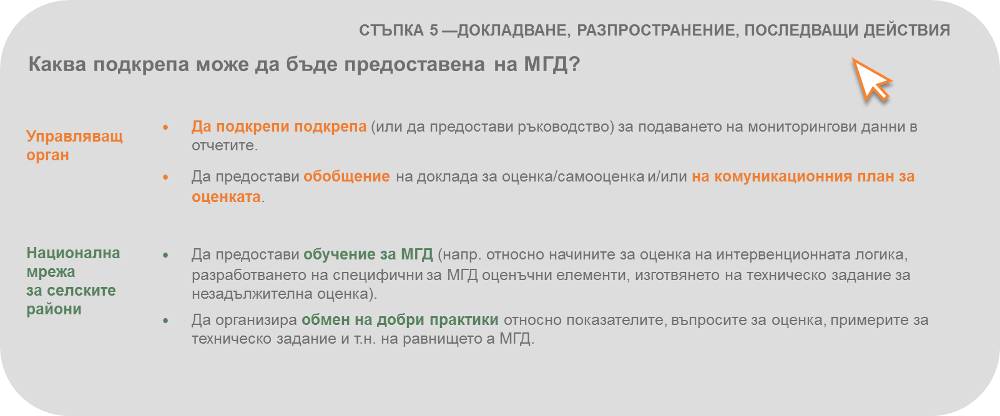 СТЪПКА 5 —ДОКЛАДВАНЕ, РАЗПРОСТРАНЕНИЕ, ПОСЛЕДВАЩИ ДЕЙСТВИЯ
Каква подкрепа може да бъде предоставена на МГД?
Управляващ
орган
• Да подкрепи подкрепа (или да предостави ръководство) за подаването на мониторингови данни в
отчетите.
• Да предостави обобщение на доклада за оценка/самооценка и/или на комуникационния план за
оценката.
Национална
мрежа
за селските
райони
• Да предостави обучение за МГД (напр. относно начините за оценка на интервенционната логика,
разработването на специфични за МГД оценъчни елементи, изготвянето на техническо задание за
незадължителна оценка).
• Да организира обмен на добри практики относно показателите, въпросите за оценка, примерите за
техническо задание и т.н. на равнището а МГД.